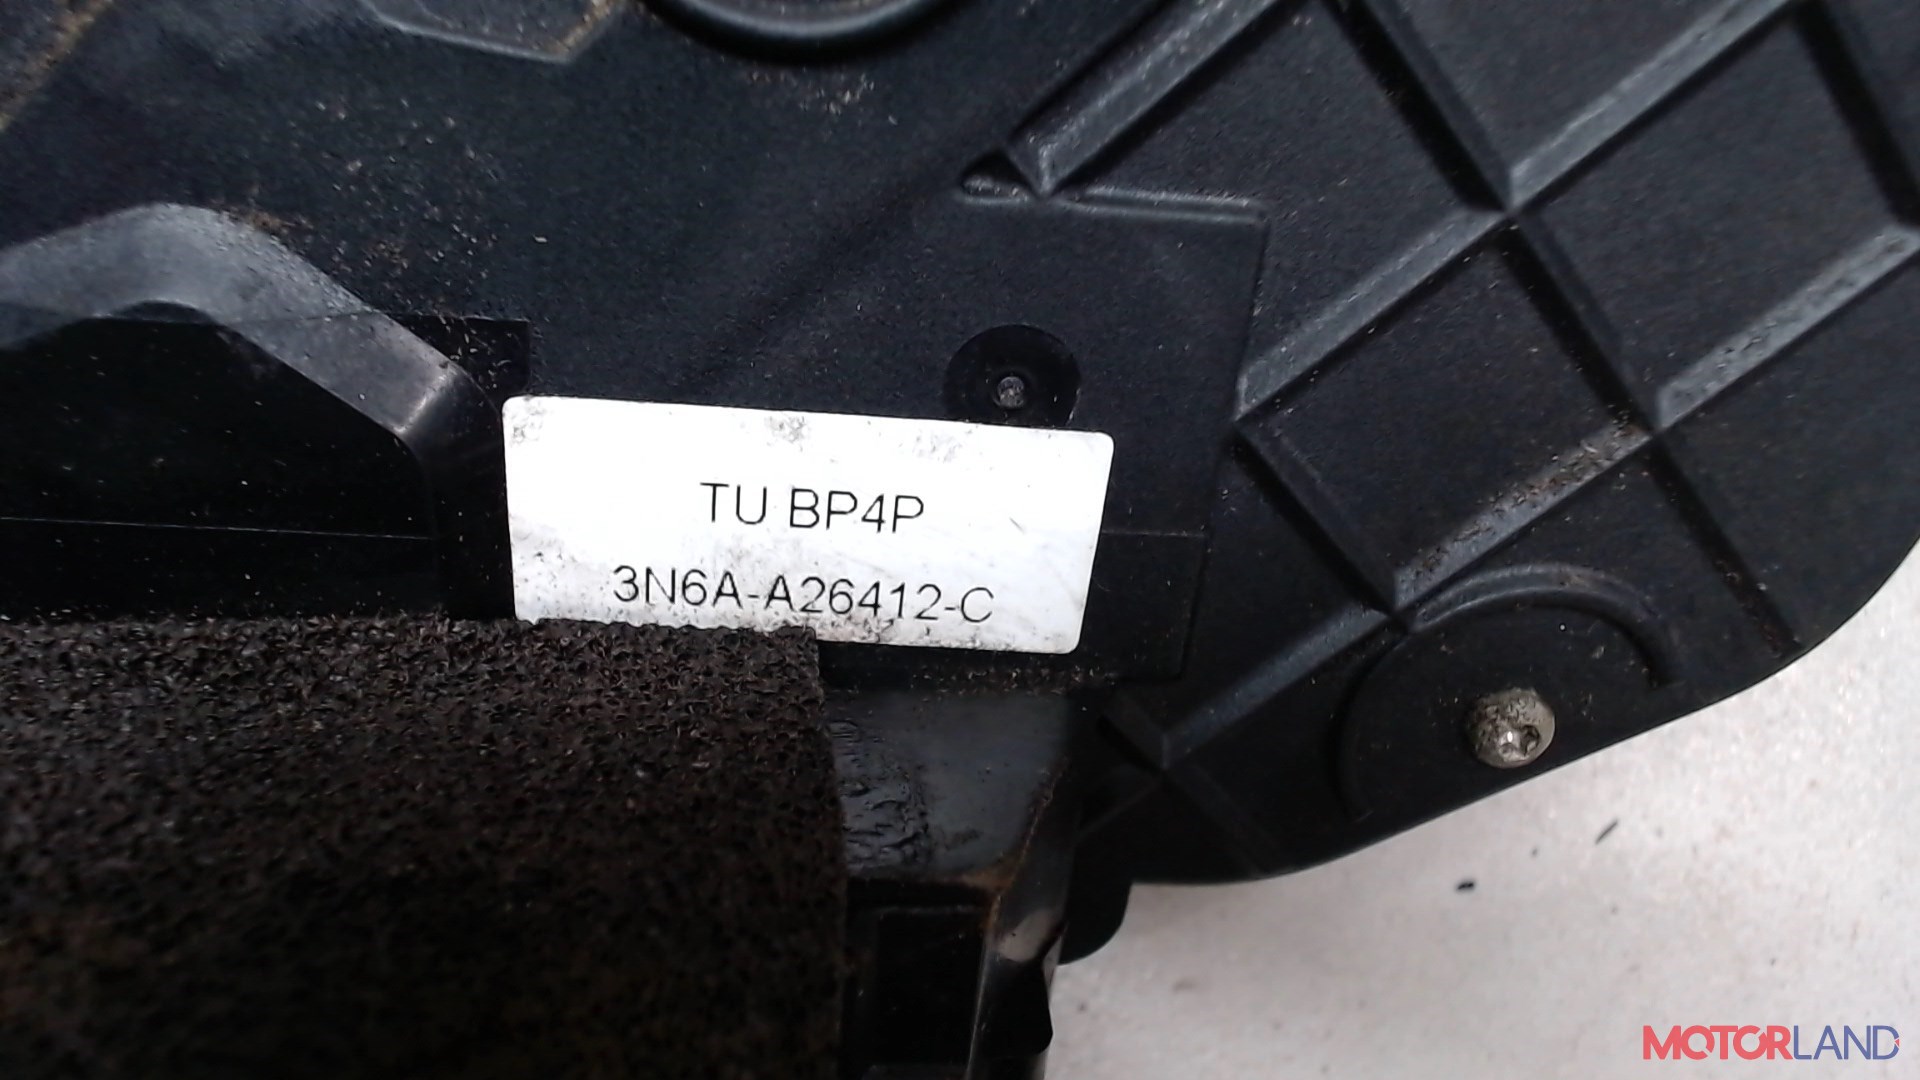 TU BP4P
3N6A-A26412-C
MOTORLAND